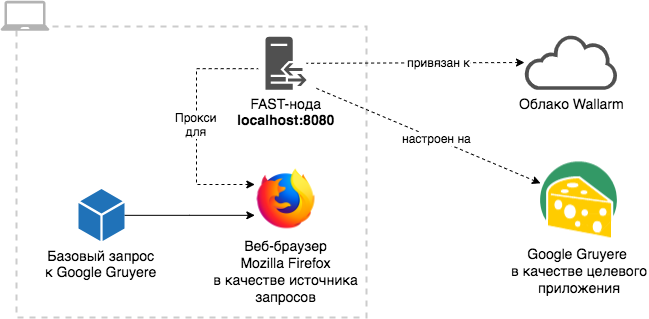 привязан к
FAST-нода
localhost:8080
Облако Wallarm
Прокси
для
настроен на
Базовый запрос
к Google Gruyere
Веб-браузер
Mozilla Firefox
в качестве источника
запросов
Google Gruyere
в качестве целевого
приложения